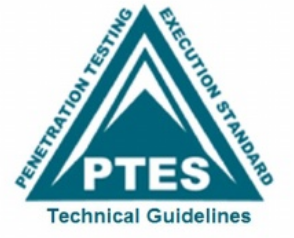 PENETRATION TESTING
EXECUTION STANDARD
PTES
Technical Guidelines